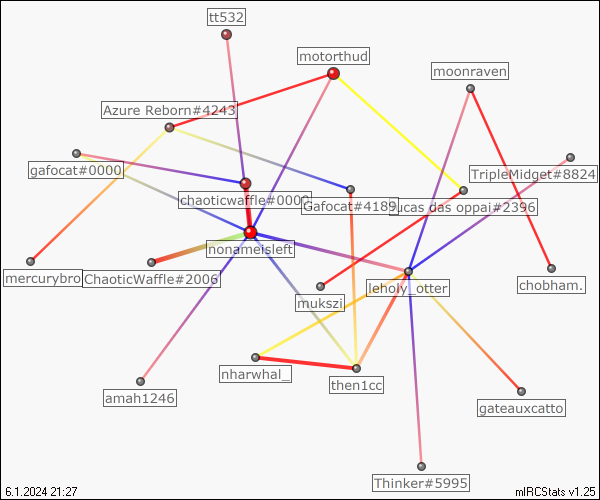 tt532
motorthud
moonraven
Azure Reborn#4243
gafocat#0000
TripleMidget#8824
chaoticwaffle#0000
Gafocat#4189
Lucas das oppai#2396
nonameisleft
mercurybro
ChaoticWaffle#2006
leholy_otter
chobham.
mukszi
nharwhal_
then1cc
amah1246
gateauxcatto
Thinker#5995
6.1.2024 21:27
mIRCStats v1.25